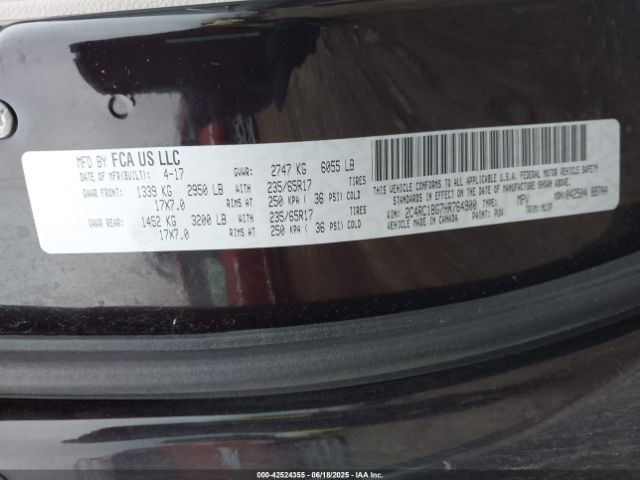 MFD BY FCA US LLC
DATE OF MFR(BUILT): 4-17 GVWR: 2747 KG 6055 LB
GAWR FRONT: 1339 KG 2950 LB WITH 235/65R17 TIRES
17X7.0 RIMS AT 250 KPA ( 36 PSI) COLD
GAWR REAR: 1452 KG 3200 LB WITH 235/65R17 TIRES
17X7.0 RIMS AT 250 KPA ( 36 PSI) COLD
THIS VEHICLE CONFORMS TO ALL APPLICABLE U.S.A. FEDERAL MOTOR VEHICLE SAFETY
STANDARDS IN EFFECT ON THE DATE OF MANUFACTURE SHOWN ABOVE.
VIN: 2C4RC1BG7HR764900 TYPE: MPV MDH:
VEHICLE MADE IN CANADA PAINT: PUV TRIM:
000-42524355 - 06/18/2025 - IAA Inc.